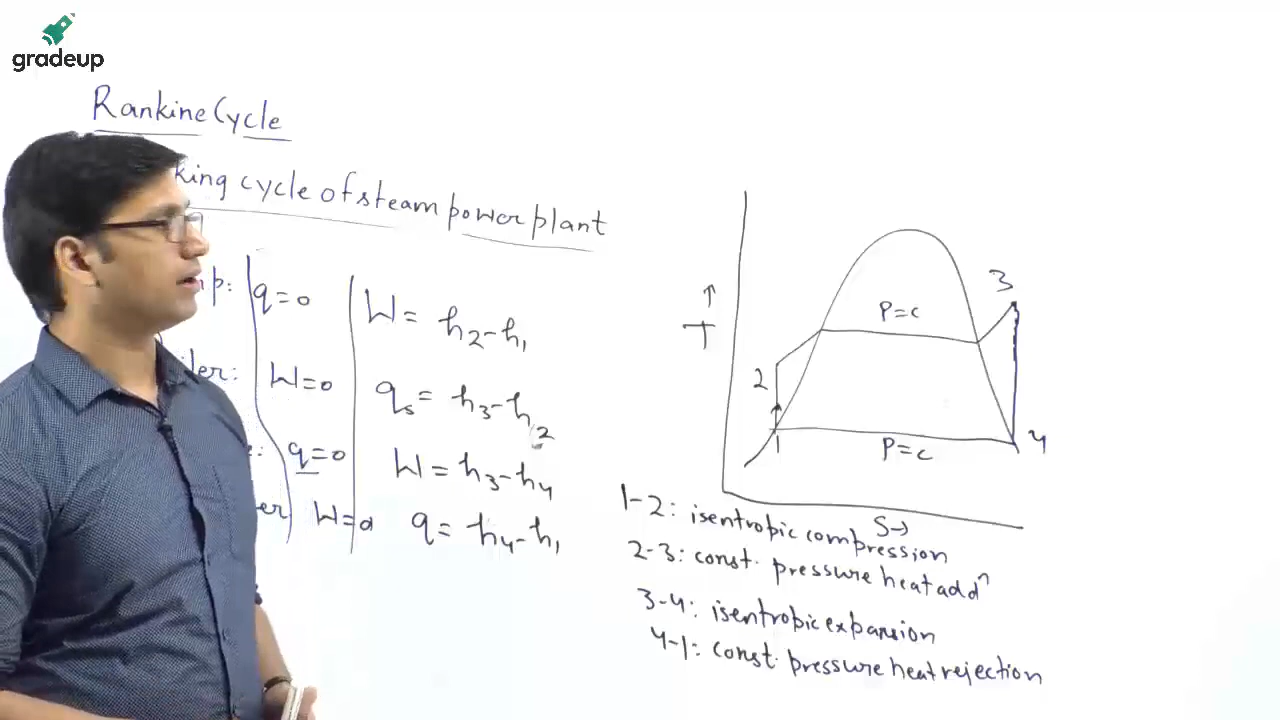 gradeup
Rankine Cycle
king cycle of steam power plant
p: q=0 W= h2-h1
ler: W=0 qs= h3-h2
: q=0 W= h3-h4
er W=0 q= h4-h1
↑
T
P=c
3
2
1
P=c
4
S→
1-2: isentropic compression
2-3: const. pressure heat addn
3-4: isentropic expansion
4-1: const. pressure heat rejection